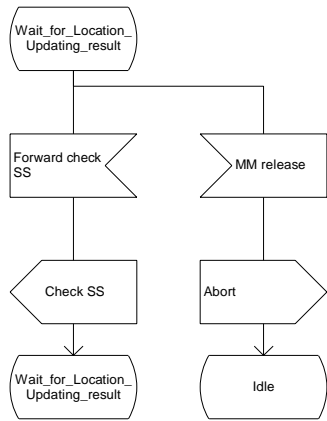 Wait_for_Location_
Updating_result
Forward check
SS
MM release
Check SS
Abort
Wait_for_Location_
Updating_result
Idle